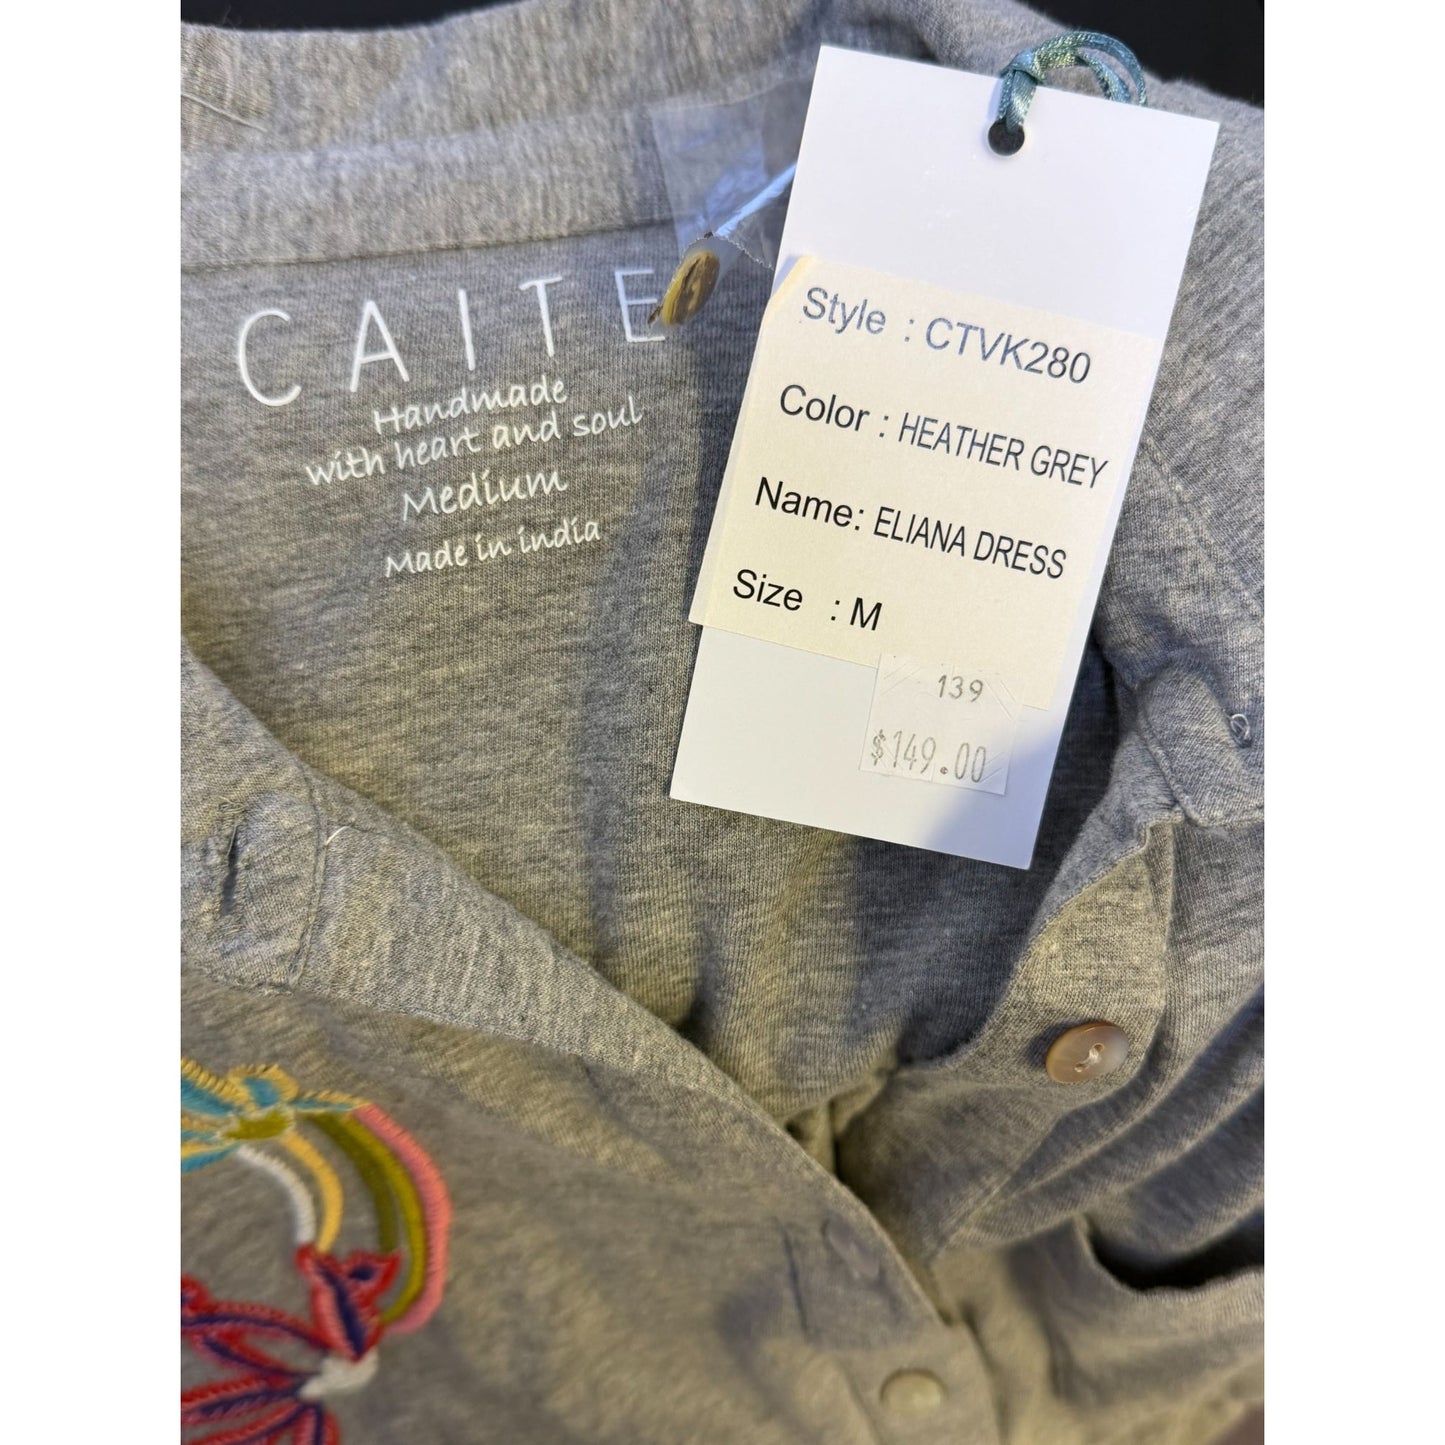 CAITE
Handmade
with heart and soul
Medium
Made in india
Style : CTVK280
Color : HEATHER GREY
Name: ELIANA DRESS
Size : M
139
$149.00